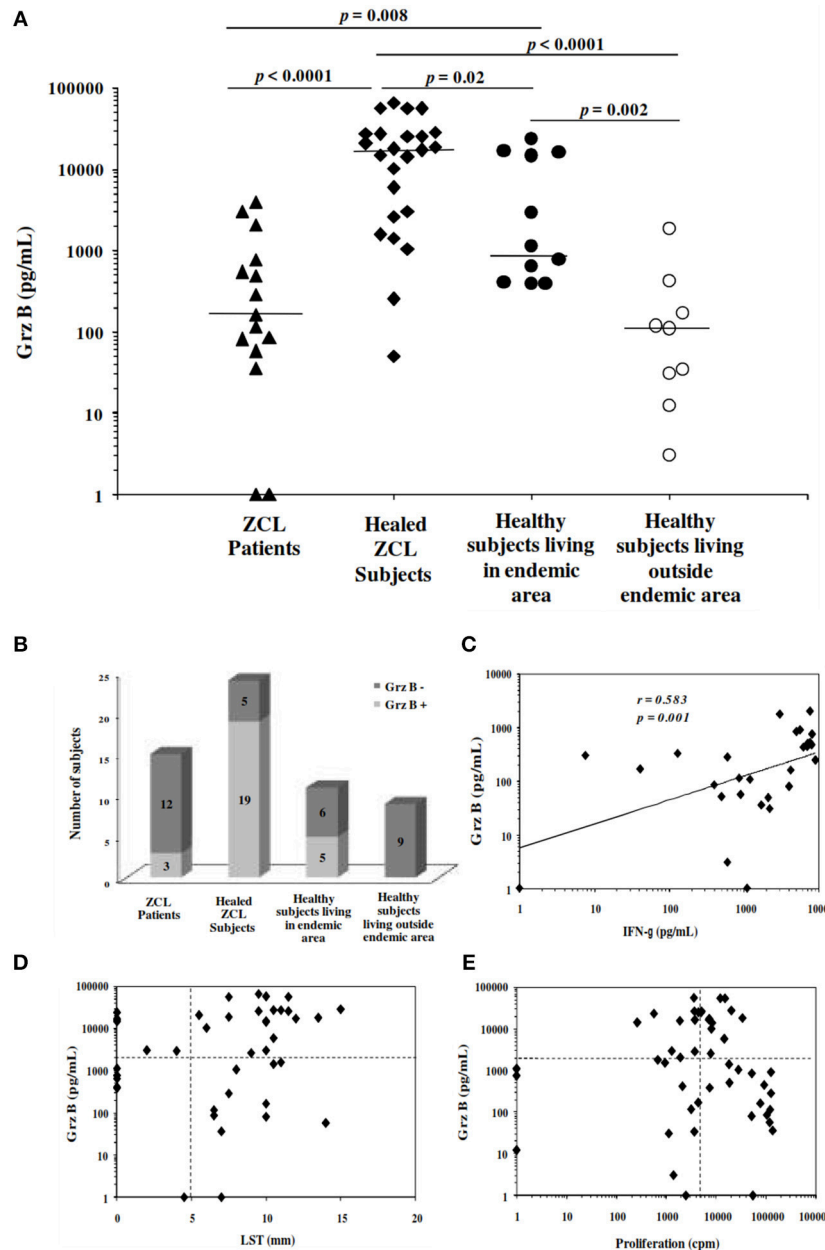 A
p = 0.008
p < 0.0001
p < 0.0001
p = 0.02
p = 0.002
100000
10000
1000
100
10
1
Grz B (pg/mL)
ZCL
Patients
Healed
ZCL
Subjects
Healthy
subjects living
in endemic
area
Healthy
subjects living
outside
endemic area
B
25
20
15
10
5
0
Number of subjects
Grz B -
Grz B +
12
3
5
19
6
5
9
ZCL
Patients
Healed
ZCL
Subjects
Healthy
subjects living
in endemic
area
Healthy
subjects
living outside
endemic area
C
r = 0.583
p = 0.001
10000
1000
100
10
1
Grz B (pg/mL)
1
10
100
1000
10000
IFN-g (pg/mL)
D
100000
10000
1000
100
10
1
Grz B (pg/mL)
0
5
10
15
20
LST (mm)
E
100000
10000
1000
100
10
1
Grz B (pg/mL)
1
10
100
1000
10000
100000
1000000
Proliferation (cpm)